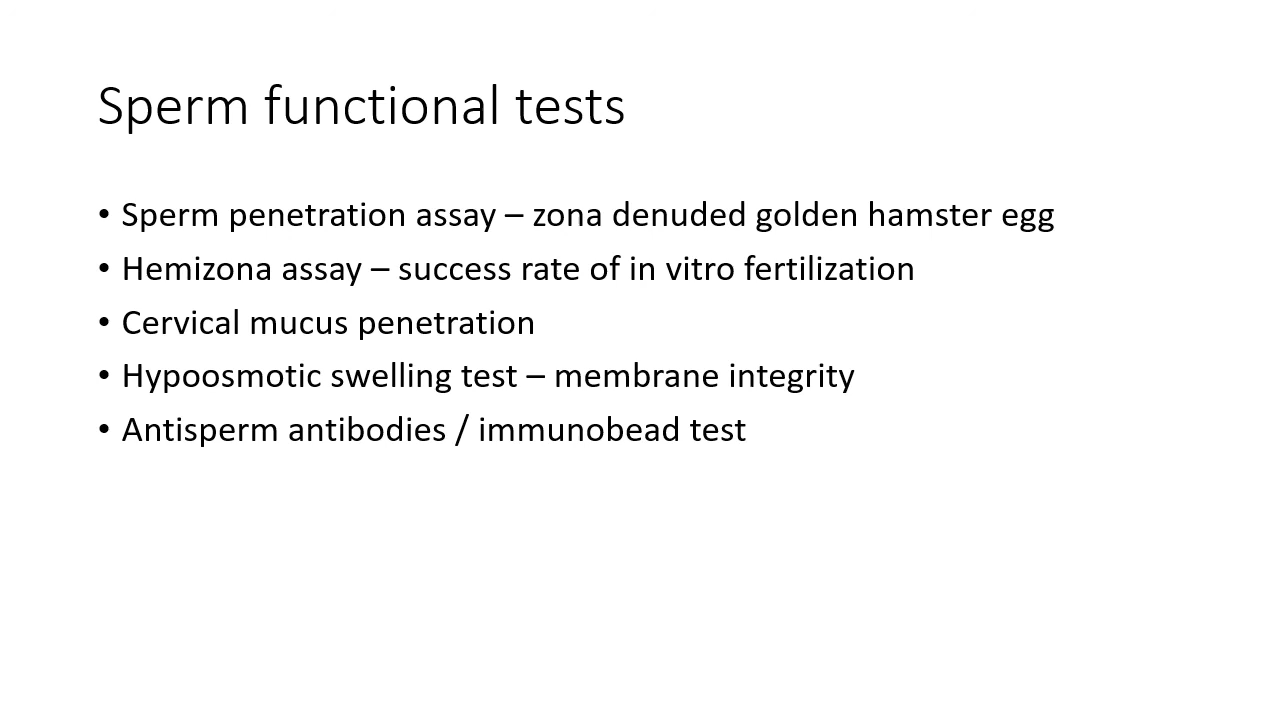 Sperm functional tests
• Sperm penetration assay – zona denuded golden hamster egg
• Hemizona assay – success rate of in vitro fertilization
• Cervical mucus penetration
• Hypoosmotic swelling test – membrane integrity
• Antisperm antibodies / immunobead test